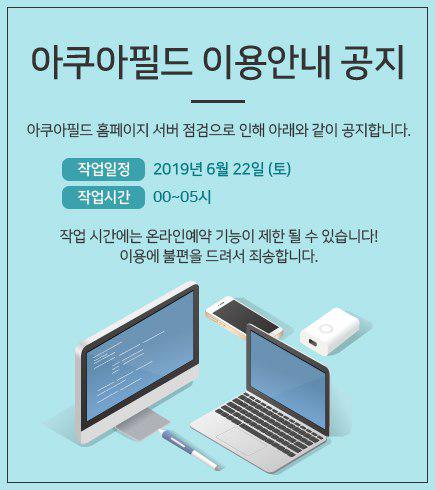 아쿠아필드 이용안내 공지
아쿠아필드 홈페이지 서버 점검으로 인해 아래와 같이 공지합니다.
작업일정 2019년 6월 22일 (토)
작업시간 00~05시
작업 시간에는 온라인예약 기능이 제한 될 수 있습니다!
이용에 불편을 드려서 죄송합니다.